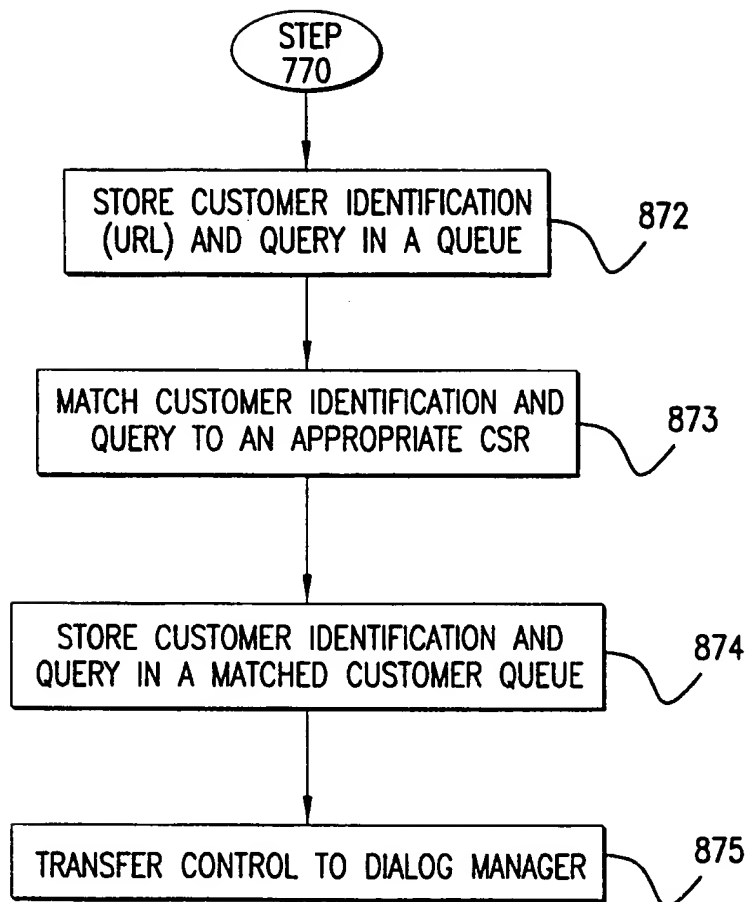 STEP
770
STORE CUSTOMER IDENTIFICATION
(URL) AND QUERY IN A QUEUE
872
MATCH CUSTOMER IDENTIFICATION AND
QUERY TO AN APPROPRIATE CSR
873
STORE CUSTOMER IDENTIFICATION AND
QUERY IN A MATCHED CUSTOMER QUEUE
874
TRANSFER CONTROL TO DIALOG MANAGER
875